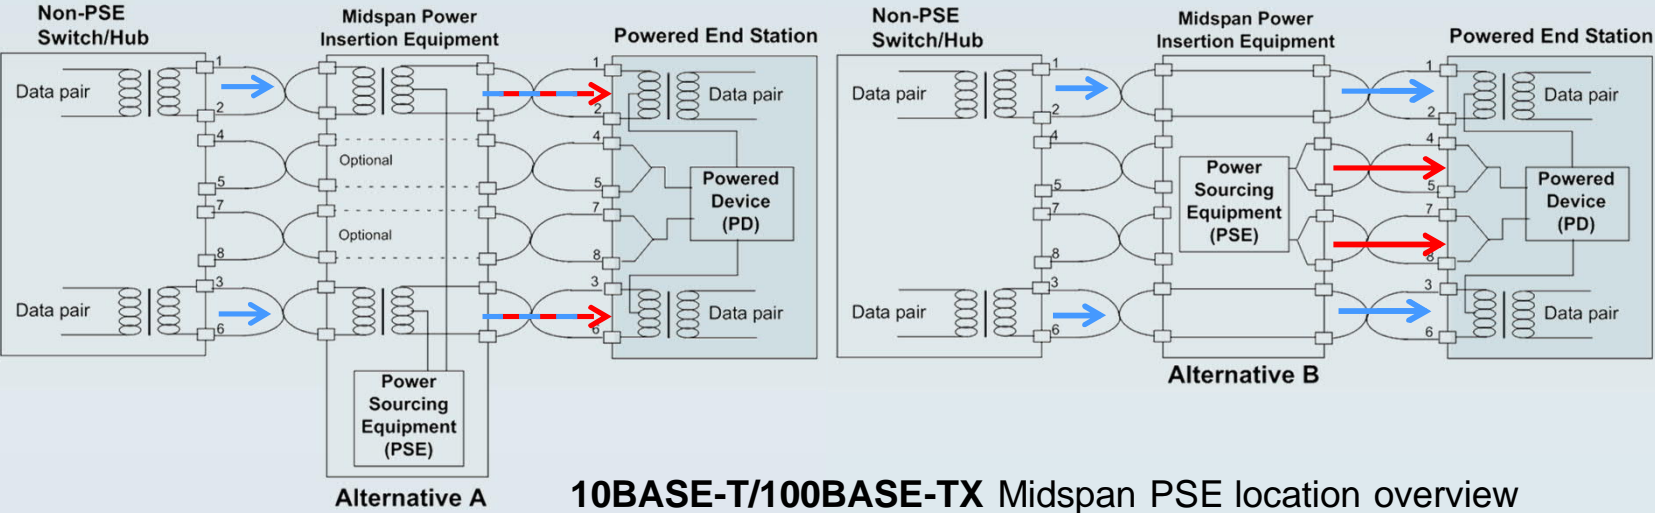 Non-PSE
Switch/Hub
Midspan Power
Insertion Equipment
Powered End Station
1
Data pair
2
4
5
7
8
3
Data pair
6
Optional
Optional
Power
Sourcing
Equipment
(PSE)
1
Data pair
2
4
5
7
8
Powered
Device
(PD)
3
Data pair
6
Alternative A
Non-PSE
Switch/Hub
Midspan Power
Insertion Equipment
Powered End Station
1
Data pair
2
4
5
7
8
3
Data pair
6
Power
Sourcing
Equipment
(PSE)
1
Data pair
2
4
5
7
8
Powered
Device
(PD)
3
Data pair
6
Alternative B
10BASE-T/100BASE-TX Midspan PSE location overview